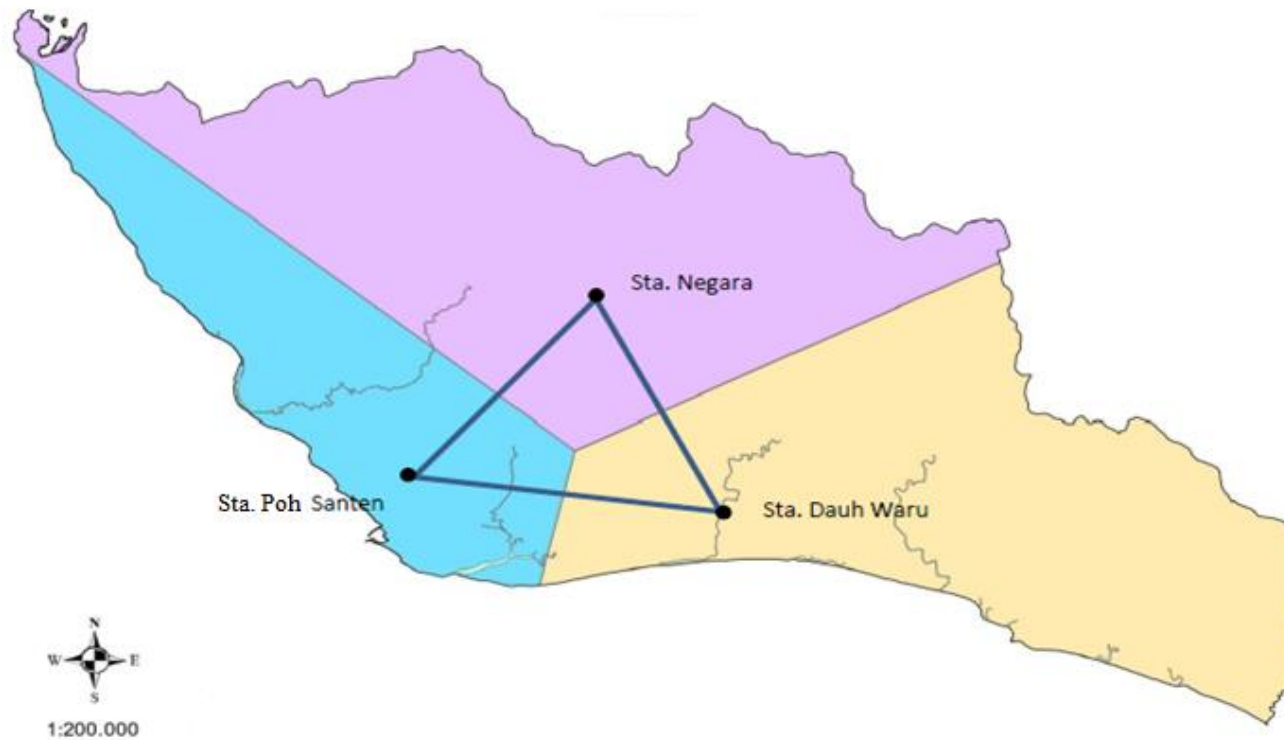 Sta. Negara
Sta. Poh Santen
Sta. Dauh Waru
N
W E
S
1:200.000